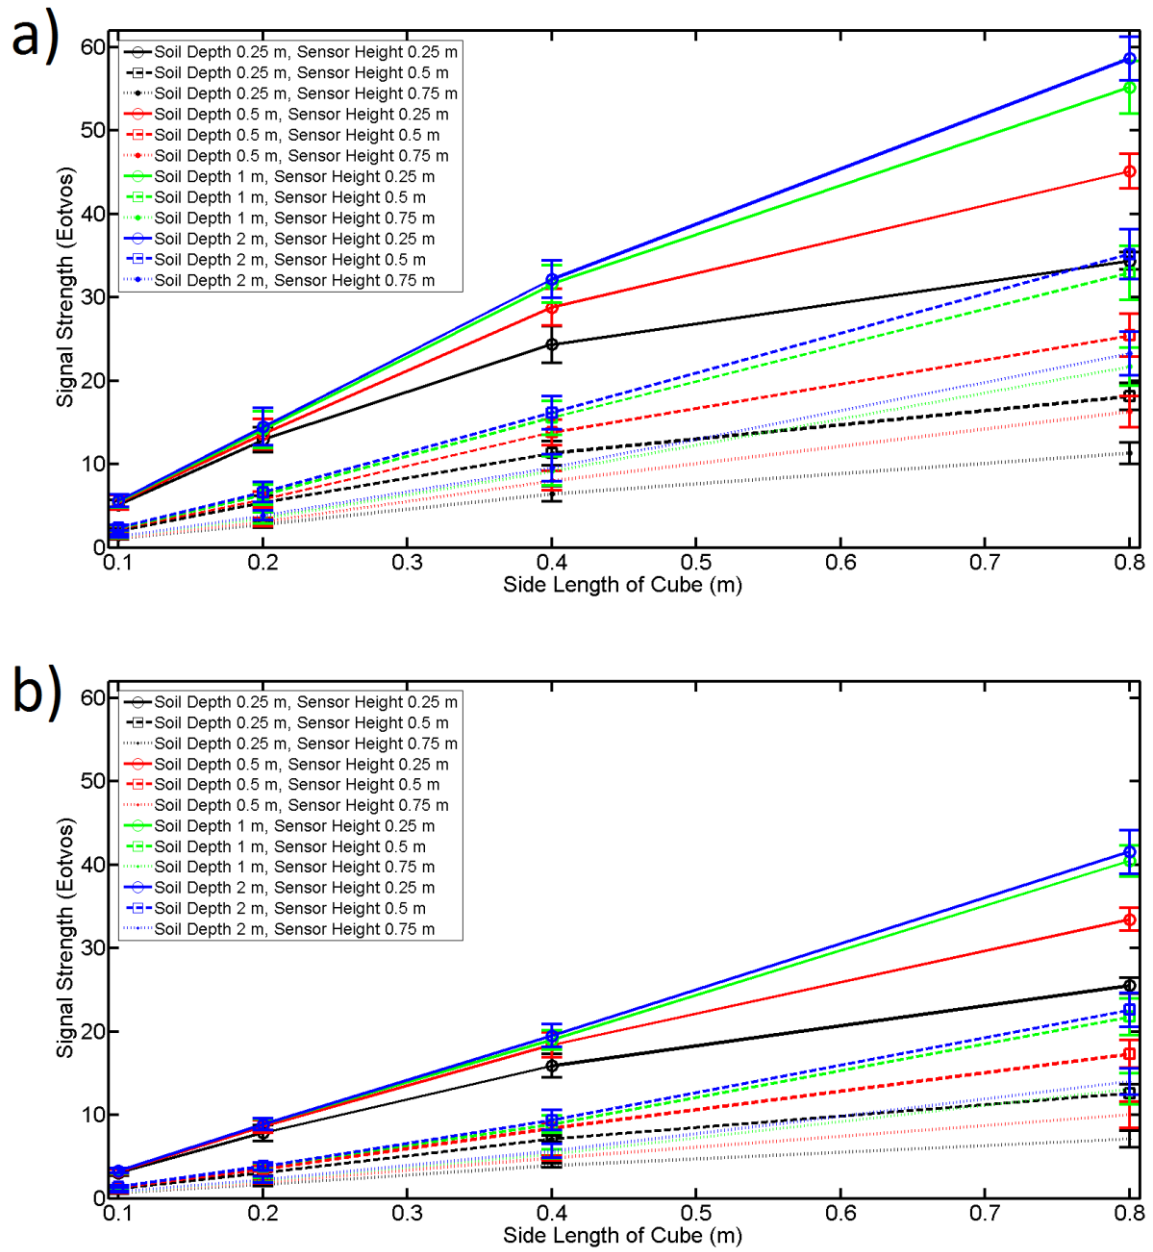 a)
Signal Strength (Eotvos)
60
50
40
30
20
10
0
Soil Depth 0.25 m, Sensor Height 0.25 m
Soil Depth 0.25 m, Sensor Height 0.5 m
Soil Depth 0.25 m, Sensor Height 0.75 m
Soil Depth 0.5 m, Sensor Height 0.25 m
Soil Depth 0.5 m, Sensor Height 0.5 m
Soil Depth 0.5 m, Sensor Height 0.75 m
Soil Depth 1 m, Sensor Height 0.25 m
Soil Depth 1 m, Sensor Height 0.5 m
Soil Depth 1 m, Sensor Height 0.75 m
Soil Depth 2 m, Sensor Height 0.25 m
Soil Depth 2 m, Sensor Height 0.5 m
Soil Depth 2 m, Sensor Height 0.75 m
0.1 0.2 0.3 0.4 0.5 0.6 0.7 0.8
Side Length of Cube (m)
b)
Signal Strength (Eotvos)
60
50
40
30
20
10
0
Soil Depth 0.25 m, Sensor Height 0.25 m
Soil Depth 0.25 m, Sensor Height 0.5 m
Soil Depth 0.25 m, Sensor Height 0.75 m
Soil Depth 0.5 m, Sensor Height 0.25 m
Soil Depth 0.5 m, Sensor Height 0.5 m
Soil Depth 0.5 m, Sensor Height 0.75 m
Soil Depth 1 m, Sensor Height 0.25 m
Soil Depth 1 m, Sensor Height 0.5 m
Soil Depth 1 m, Sensor Height 0.75 m
Soil Depth 2 m, Sensor Height 0.25 m
Soil Depth 2 m, Sensor Height 0.5 m
Soil Depth 2 m, Sensor Height 0.75 m
0.1 0.2 0.3 0.4 0.5 0.6 0.7 0.8
Side Length of Cube (m)